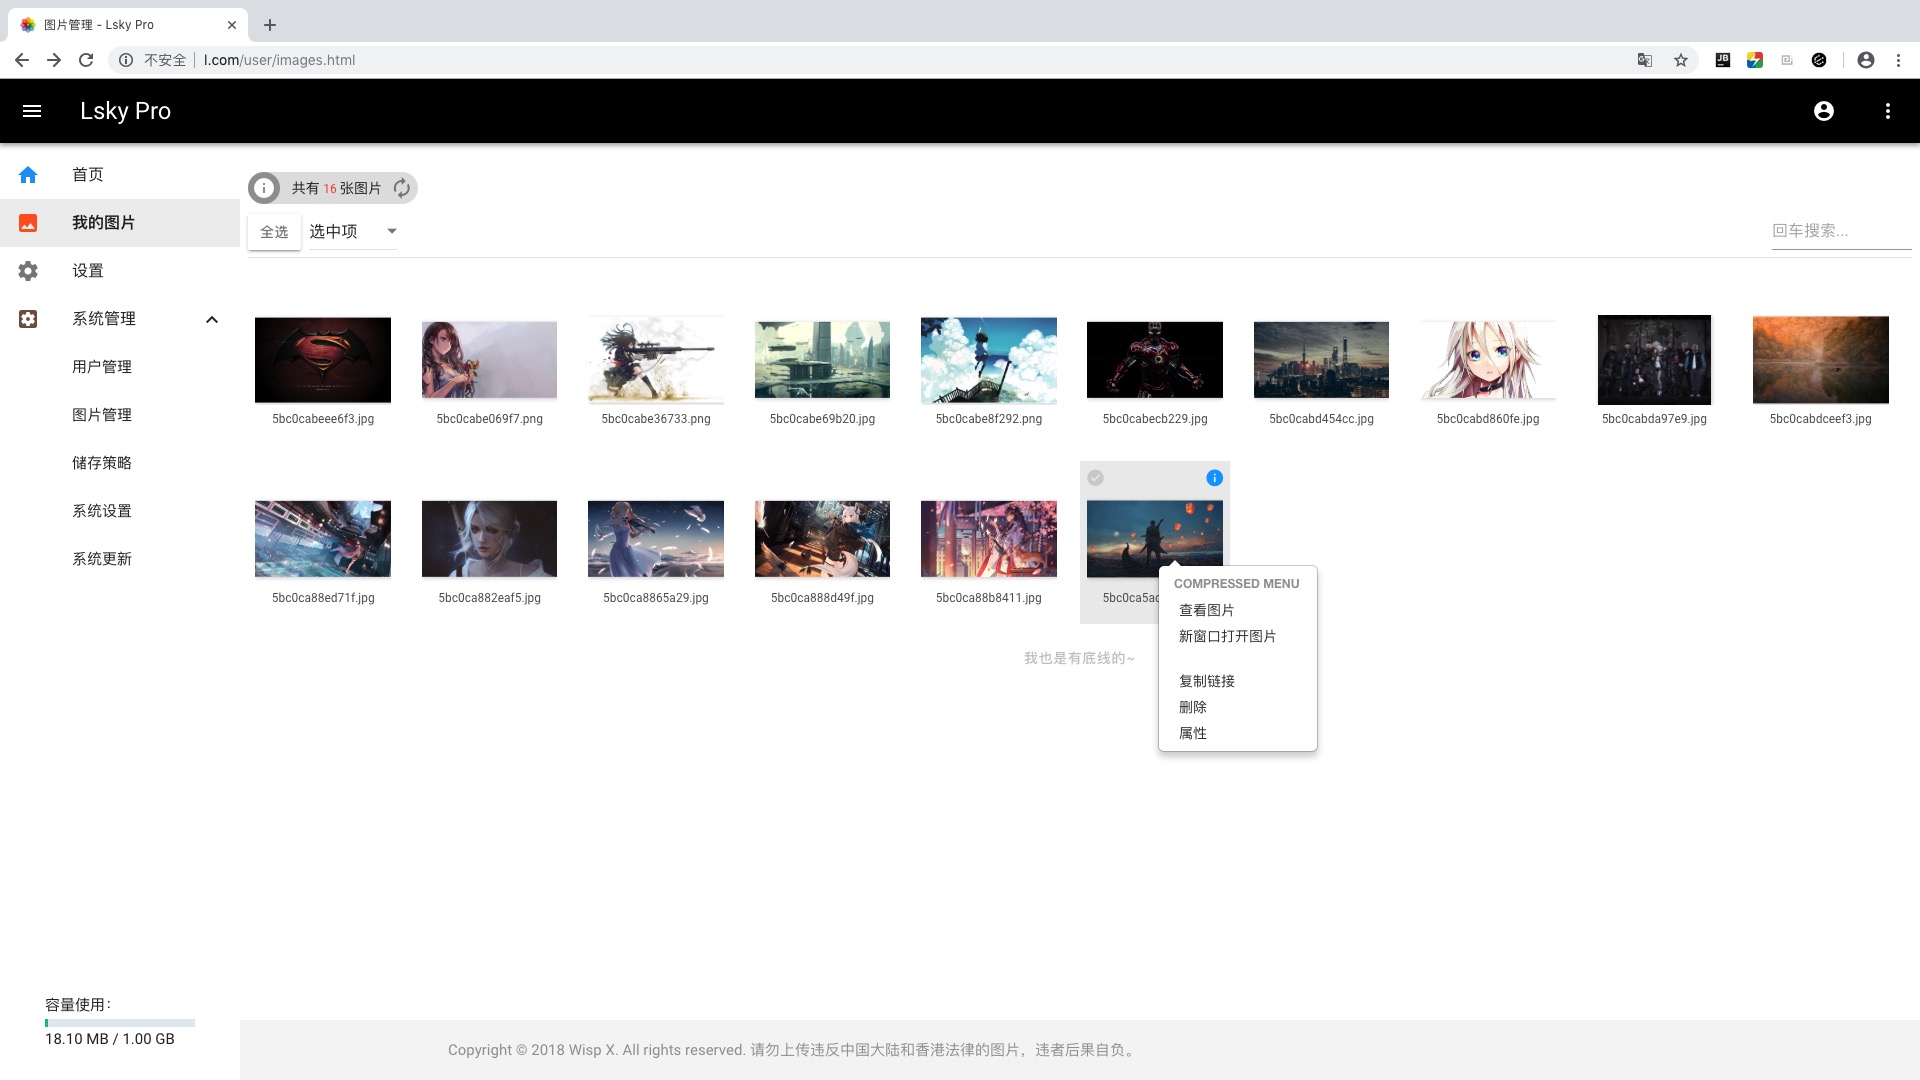 图片管理 - Lsky Pro
不安全 l.com/user/images.html
JB
Lsky Pro
首页
我的图片
设置
系统管理
用户管理
图片管理
储存策略
系统设置
系统更新
共有 16 张图片
全选 选中项
回车搜索...
5bc0cabeee6f3.jpg 5bc0cabe069f7.png 5bc0cabe36733.png 5bc0cabe69b20.jpg 5bc0cabe8f292.png 5bc0cabecb229.jpg 5bc0cabd454cc.jpg 5bc0cabd860fe.jpg 5bc0cabda97e9.jpg 5bc0cabdceef3.jpg
5bc0ca88ed71f.jpg 5bc0ca882eaf5.jpg 5bc0ca8865a29.jpg 5bc0ca888d49f.jpg 5bc0ca88b8411.jpg
COMPRESSED MENU
查看图片
新窗口打开图片
复制链接
删除
属性
我也是有底线的~
容量使用：
18.10 MB / 1.00 GB
Copyright © 2018 Wisp X. All rights reserved. 请勿上传违反中国大陆和香港法律的图片，违者后果自负。